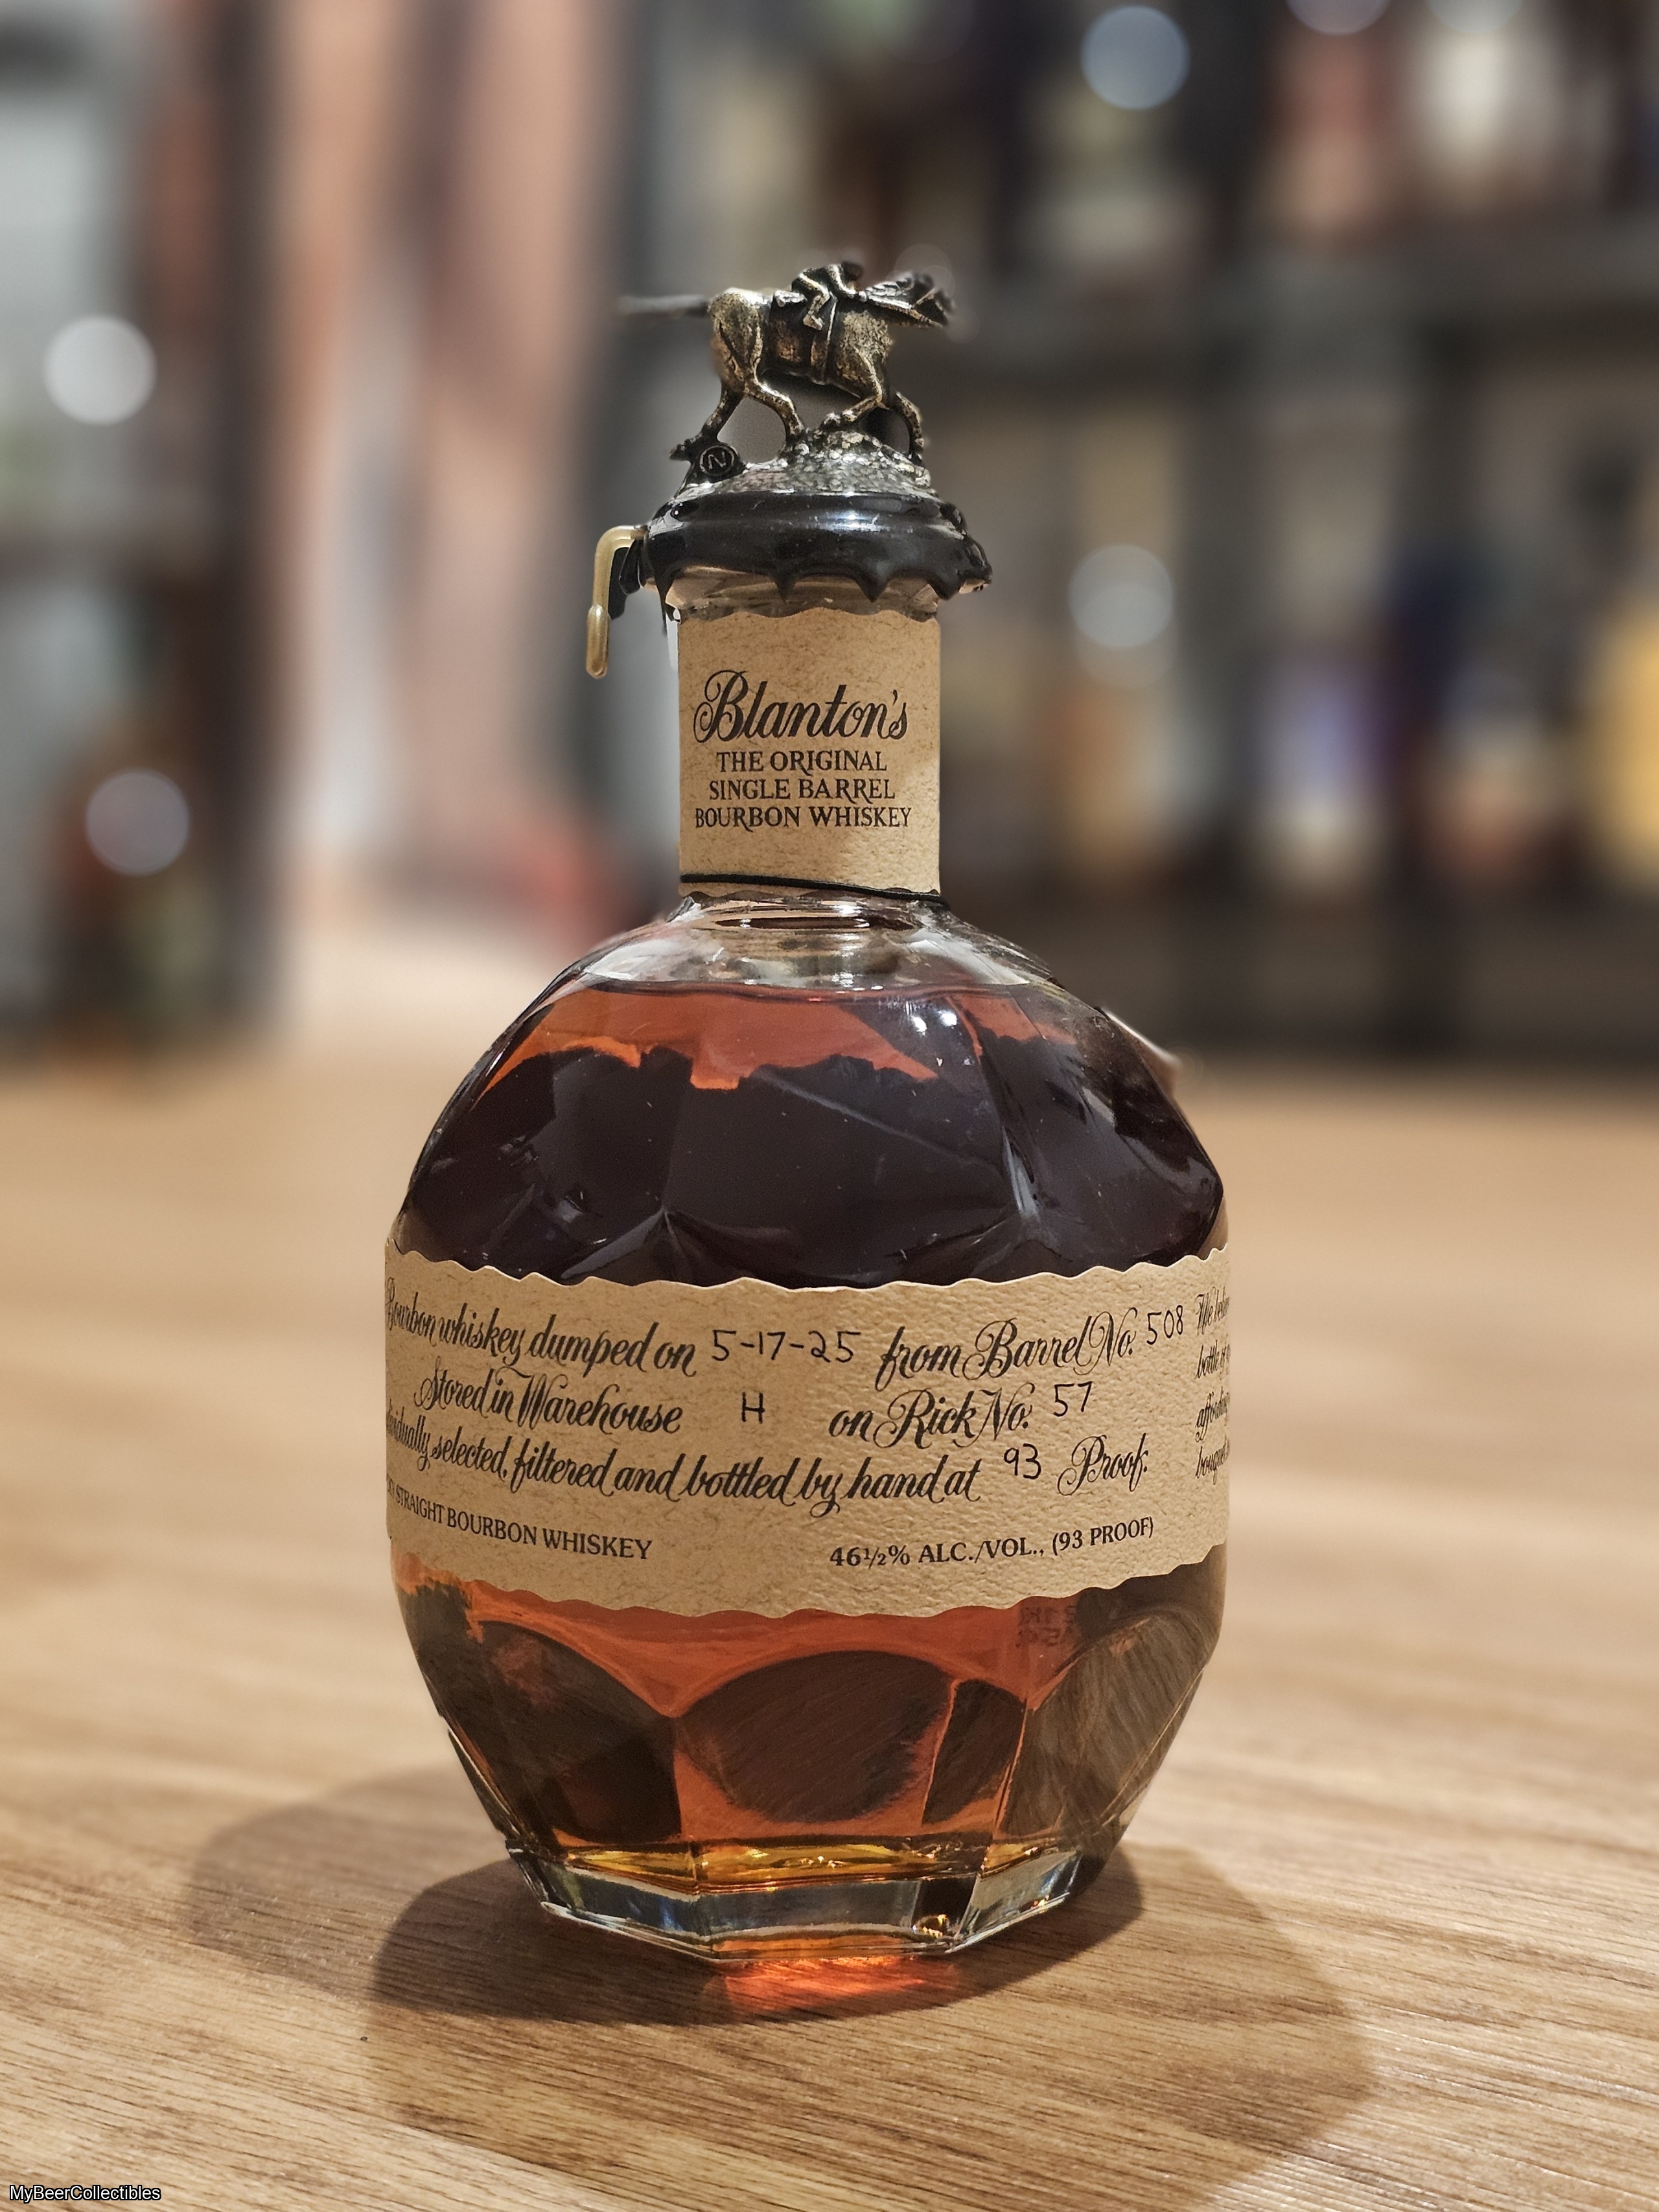 N
Blanton's
THE ORIGINAL
SINGLE BARREL
BOURBON WHISKEY
Bourbon whiskey dumped on 5-17-25 from Barrel No. 508
Stored in Warehouse H on Rick No. 57
selected, filtered and bottled by hand at 93 Proof.
STRAIGHT BOURBON WHISKEY 46½% ALC./VOL., (93 PROOF)
MyBeerCollectibles